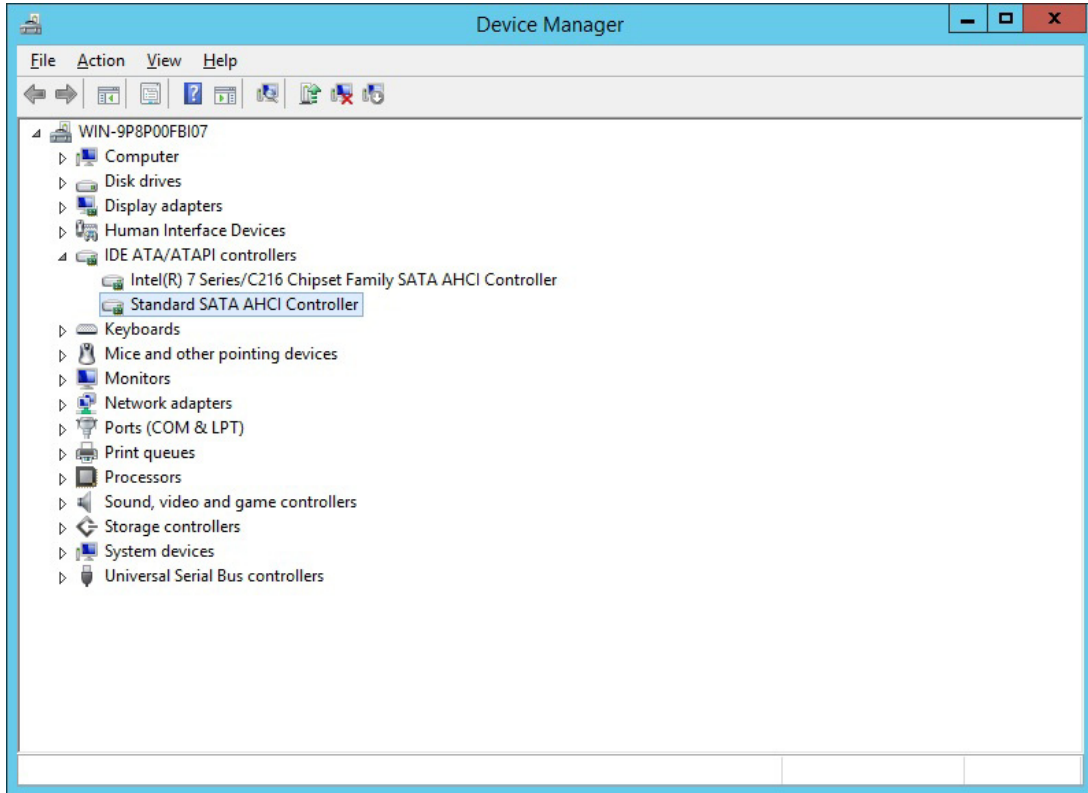 Device Manager
File Action View Help
WIN-9P8P00FBI07
Computer
Disk drives
Display adapters
Human Interface Devices
IDE ATA/ATAPI controllers
Intel(R) 7 Series/C216 Chipset Family SATA AHCI Controller
Standard SATA AHCI Controller
Keyboards
Mice and other pointing devices
Monitors
Network adapters
Ports (COM & LPT)
Print queues
Processors
Sound, video and game controllers
Storage controllers
System devices
Universal Serial Bus controllers